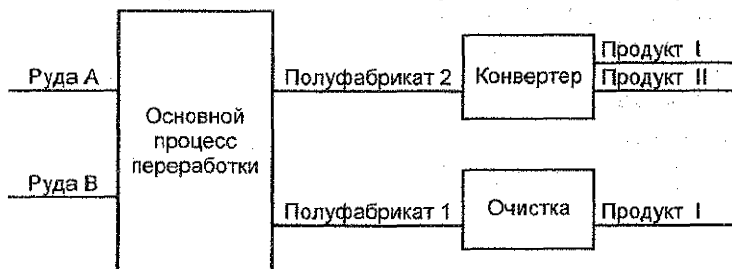 Руда А
Руда В
Основной
процесс
переработки
Полуфабрикат 2
Полуфабрикат 1
Конвертер
Очистка
Продукт I
Продукт II
Продукт I